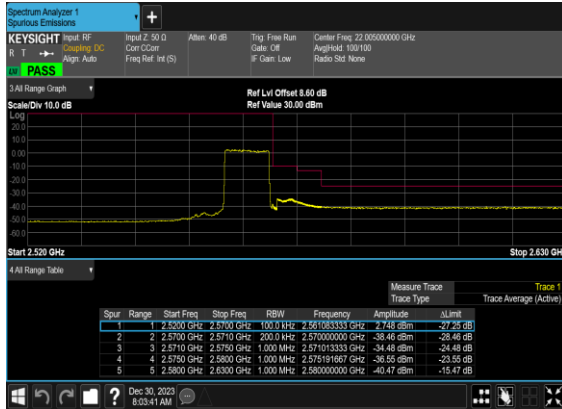 Spectrum Analyzer 1
Spurious Emissions
+
KEYSIGHT Input: RF Input Z: 50 Ω Atten: 40 dB Trig: Free Run Center Freq: 22.005000000 GHz
R T Coupling: DC Corr CCorr Gate: Off Avg|Hold: 100/100
Align: Auto Freq Ref: Int (S) IF Gain: Low Radio Std: None
PASS
3 All Range Graph
Ref Lvl Offset 8.60 dB
Scale/Div 10.0 dB Ref Value 30.00 dBm
Log
20.0
10.0
0.00
-10.0
-20.0
-30.0
-40.0
-50.0
-60.0
Start 2.520 GHz Stop 2.630 GH
4 All Range Table
Measure Trace Trace 1
Trace Type Trace Average (Active)
Spur Range Start Freq Stop Freq RBW Frequency Amplitude ΔLimit
1 1 2.5200 GHz 2.5700 GHz 100.0 kHz 2.561083333 GHz 2.748 dBm -27.25 dB
2 2 2.5700 GHz 2.5710 GHz 200.0 kHz 2.570000000 GHz -38.46 dBm -28.46 dB
3 3 2.5710 GHz 2.5750 GHz 1.000 MHz 2.571013333 GHz -34.48 dBm -24.48 dB
4 4 2.5750 GHz 2.5800 GHz 1.000 MHz 2.575191667 GHz -36.55 dBm -23.55 dB
5 5 2.5800 GHz 2.6300 GHz 1.000 MHz 2.580000000 GHz -40.47 dBm -15.47 dB
? Dec 30, 2023
8:03:41 AM